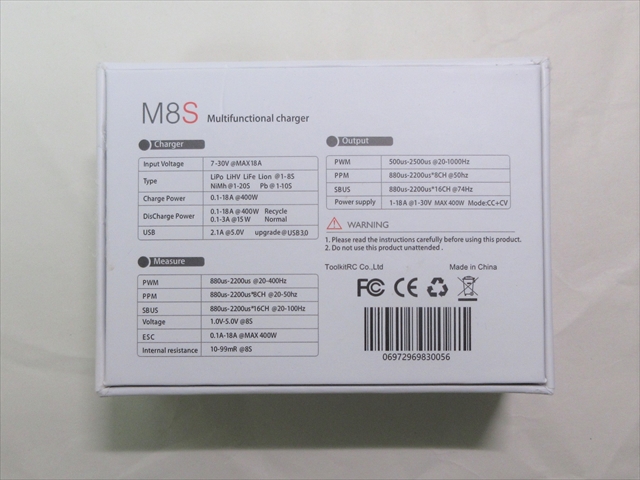 M8S Multifunctional charger
Charger
Input Voltage 7-30V @MAX18A
Type LiPo LiHV LiFe Lion @1-8S
NiMh @1-20S Pb @1-10S
Charge Power 0.1-18A @400W
DisCharge Power 0.1-18A @400W Recycle
0.1-3A @15W Normal
USB 2.1A @5.0V upgrade@USB3.0
Measure
PWM 880us-2200us @20-400Hz
PPM 880us-2200us*8CH @20-50hz
SBUS 880us-2200us*16CH @20-100Hz
Voltage 1.0V-5.0V @8S
ESC 0.1A-18A@MAX 400W
Internal resistance 10-99mR @8S
Output
PWM 500us-2500us @20-1000Hz
PPM 880us-2200us*8CH @50hz
SBUS 880us-2200us*16CH @74Hz
Power supply 1-18A @1-30V MAX 400W Mode:CC+CV
WARNING
1. Please read the instructions carefully before using this product.
2. Do not use this product unattended .
ToolkitRC Co.,Ltd Made in China
FC CE
06972969830056